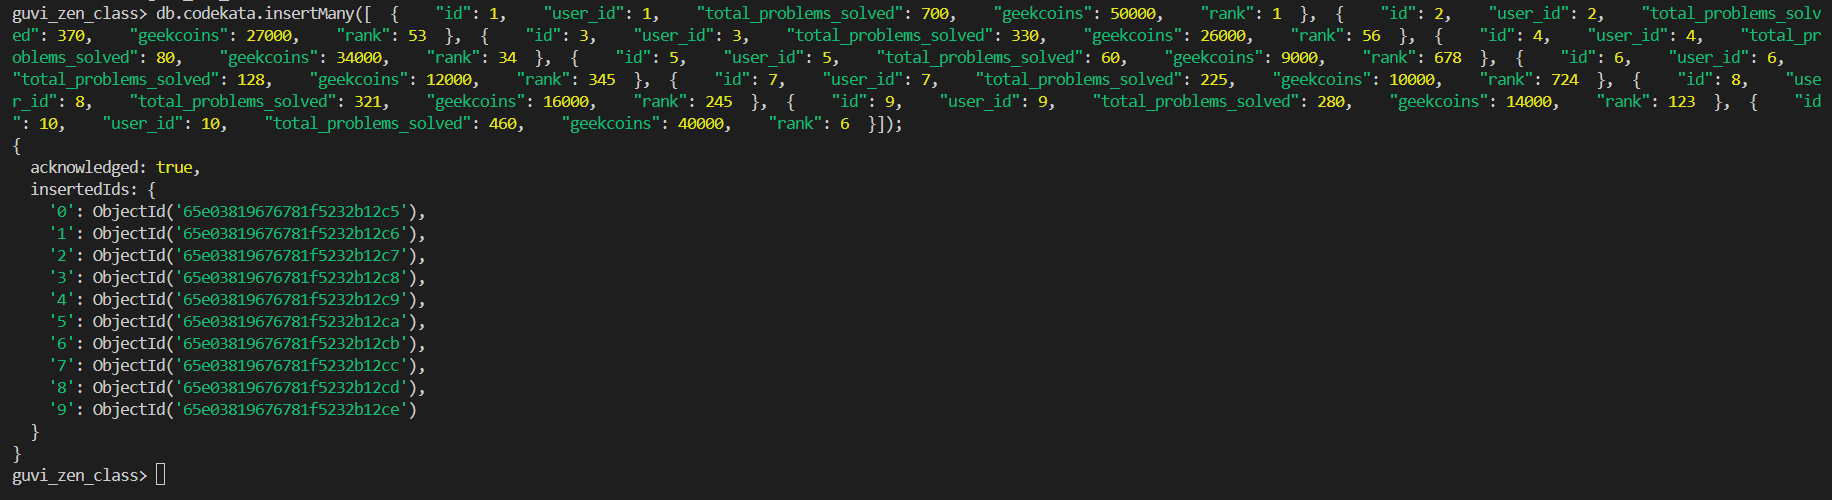 guvi_zen_class> db.codekata.insertMany([  {    "id": 1,    "user_id": 1,    "total_problems_solved": 700,    "geekcoins": 50000,    "rank": 1  },  {    "id": 2,    "user_id": 2,    "total_problems_solv
ed": 370,    "geekcoins": 27000,    "rank": 53  },  {    "id": 3,    "user_id": 3,    "total_problems_solved": 330,    "geekcoins": 26000,    "rank": 56  },  {    "id": 4,    "user_id": 4,    "total_pr
oblems_solved": 80,    "geekcoins": 34000,    "rank": 34  },  {    "id": 5,    "user_id": 5,    "total_problems_solved": 60,    "geekcoins": 9000,    "rank": 678  },  {    "id": 6,    "user_id": 6,
"total_problems_solved": 128,    "geekcoins": 12000,    "rank": 345  },  {    "id": 7,    "user_id": 7,    "total_problems_solved": 225,    "geekcoins": 10000,    "rank": 724  },  {    "id": 8,    "use
r_id": 8,    "total_problems_solved": 321,    "geekcoins": 16000,    "rank": 245  },  {    "id": 9,    "user_id": 9,    "total_problems_solved": 280,    "geekcoins": 14000,    "rank": 123  },  {    "id
": 10,    "user_id": 10,    "total_problems_solved": 460,    "geekcoins": 40000,    "rank": 6  }]);
{
  acknowledged: true,
  insertedIds: {
    '0': ObjectId('65e03819676781f5232b12c5'),
    '1': ObjectId('65e03819676781f5232b12c6'),
    '2': ObjectId('65e03819676781f5232b12c7'),
    '3': ObjectId('65e03819676781f5232b12c8'),
    '4': ObjectId('65e03819676781f5232b12c9'),
    '5': ObjectId('65e03819676781f5232b12ca'),
    '6': ObjectId('65e03819676781f5232b12cb'),
    '7': ObjectId('65e03819676781f5232b12cc'),
    '8': ObjectId('65e03819676781f5232b12cd'),
    '9': ObjectId('65e03819676781f5232b12ce')
  }
}
guvi_zen_class>